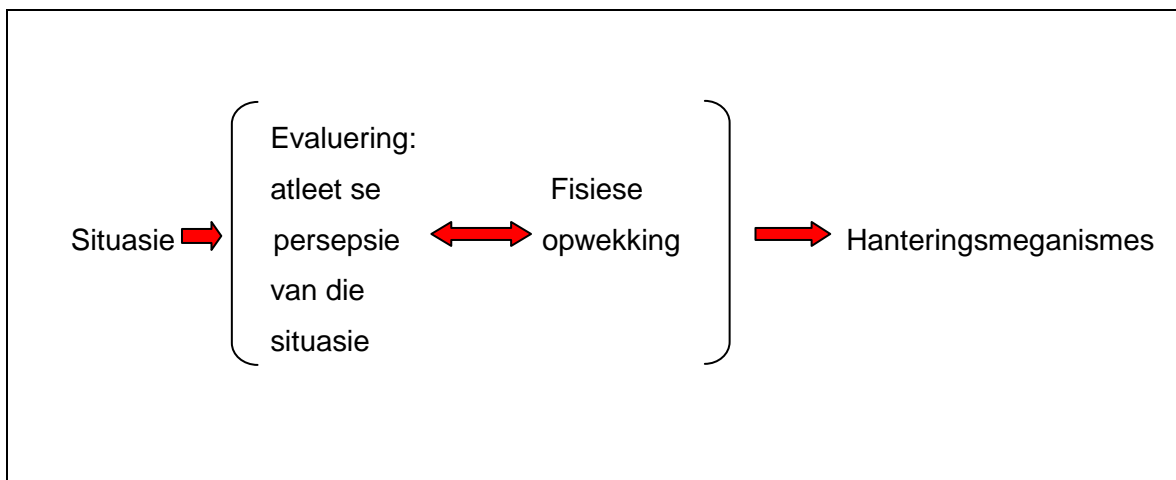 Evaluering:
atleet se Fisiese
Situasie persepsie opwekking Hanteringsmeganismes
van die
situasie